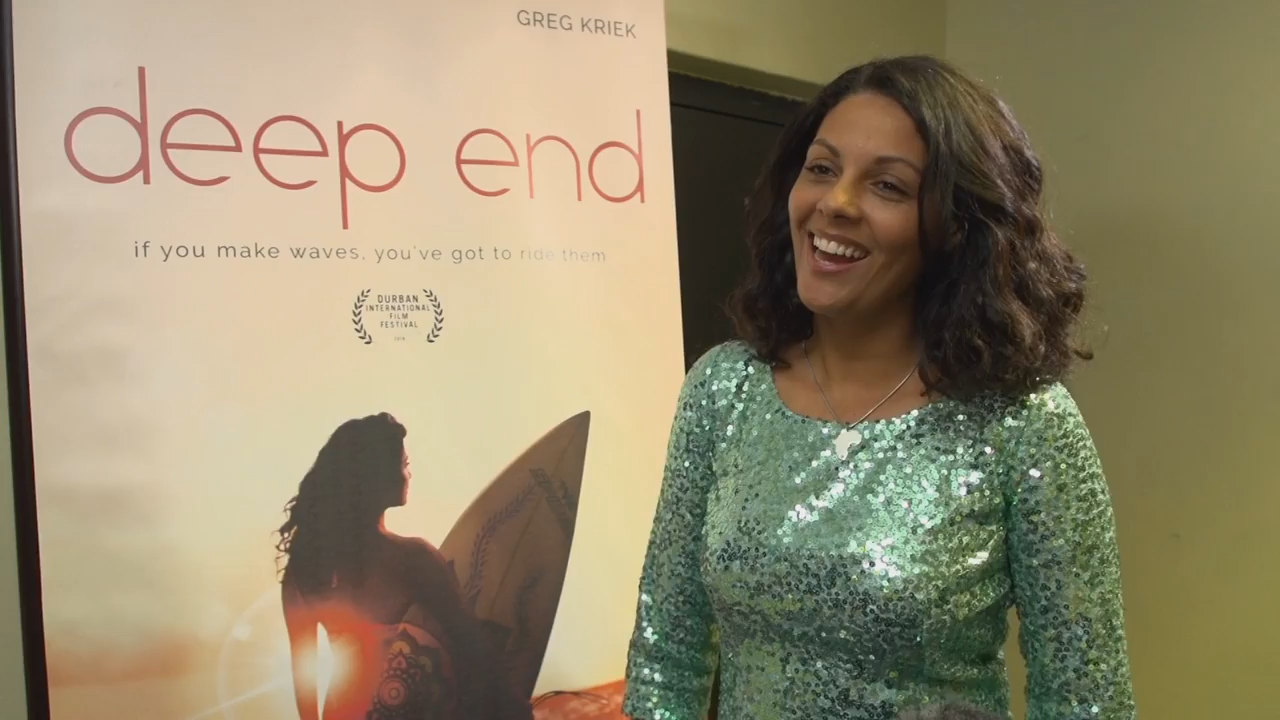 GREG KRIEK
deep end
if you make waves, you've got to ride them
DURBAN
INTERNATIONAL
FILM
FESTIVAL